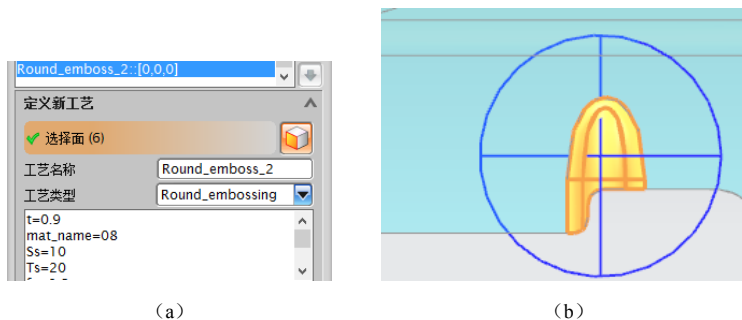 Round_emboss_2::[0,0,0]
定义新工艺
选择面 (6)
工艺名称 Round_emboss_2
工艺类型 Round_embossing
t=0.9
mat_name=08
Ss=10
Ts=20
（a） （b）